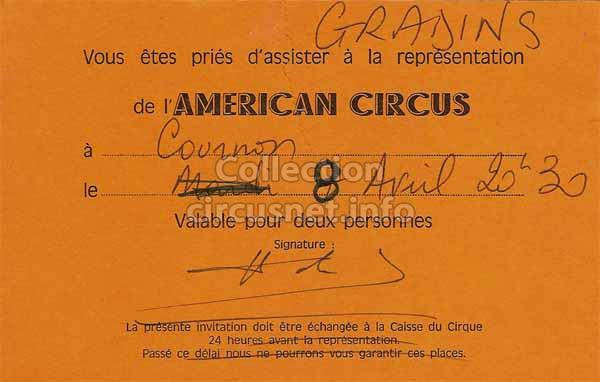 GRADINS
Vous êtes priés d'assister à la représentation
de l'AMERICAN CIRCUS
à Cournon
le 8 Avril 20h30
Collection
circusnet.info
Valable pour deux personnes
Signature :
La présente invitation doit être échangée à la Caisse du Cirque
24 heures avant la représentation.
Passé ce délai nous ne pourrons vous garantir ces places.